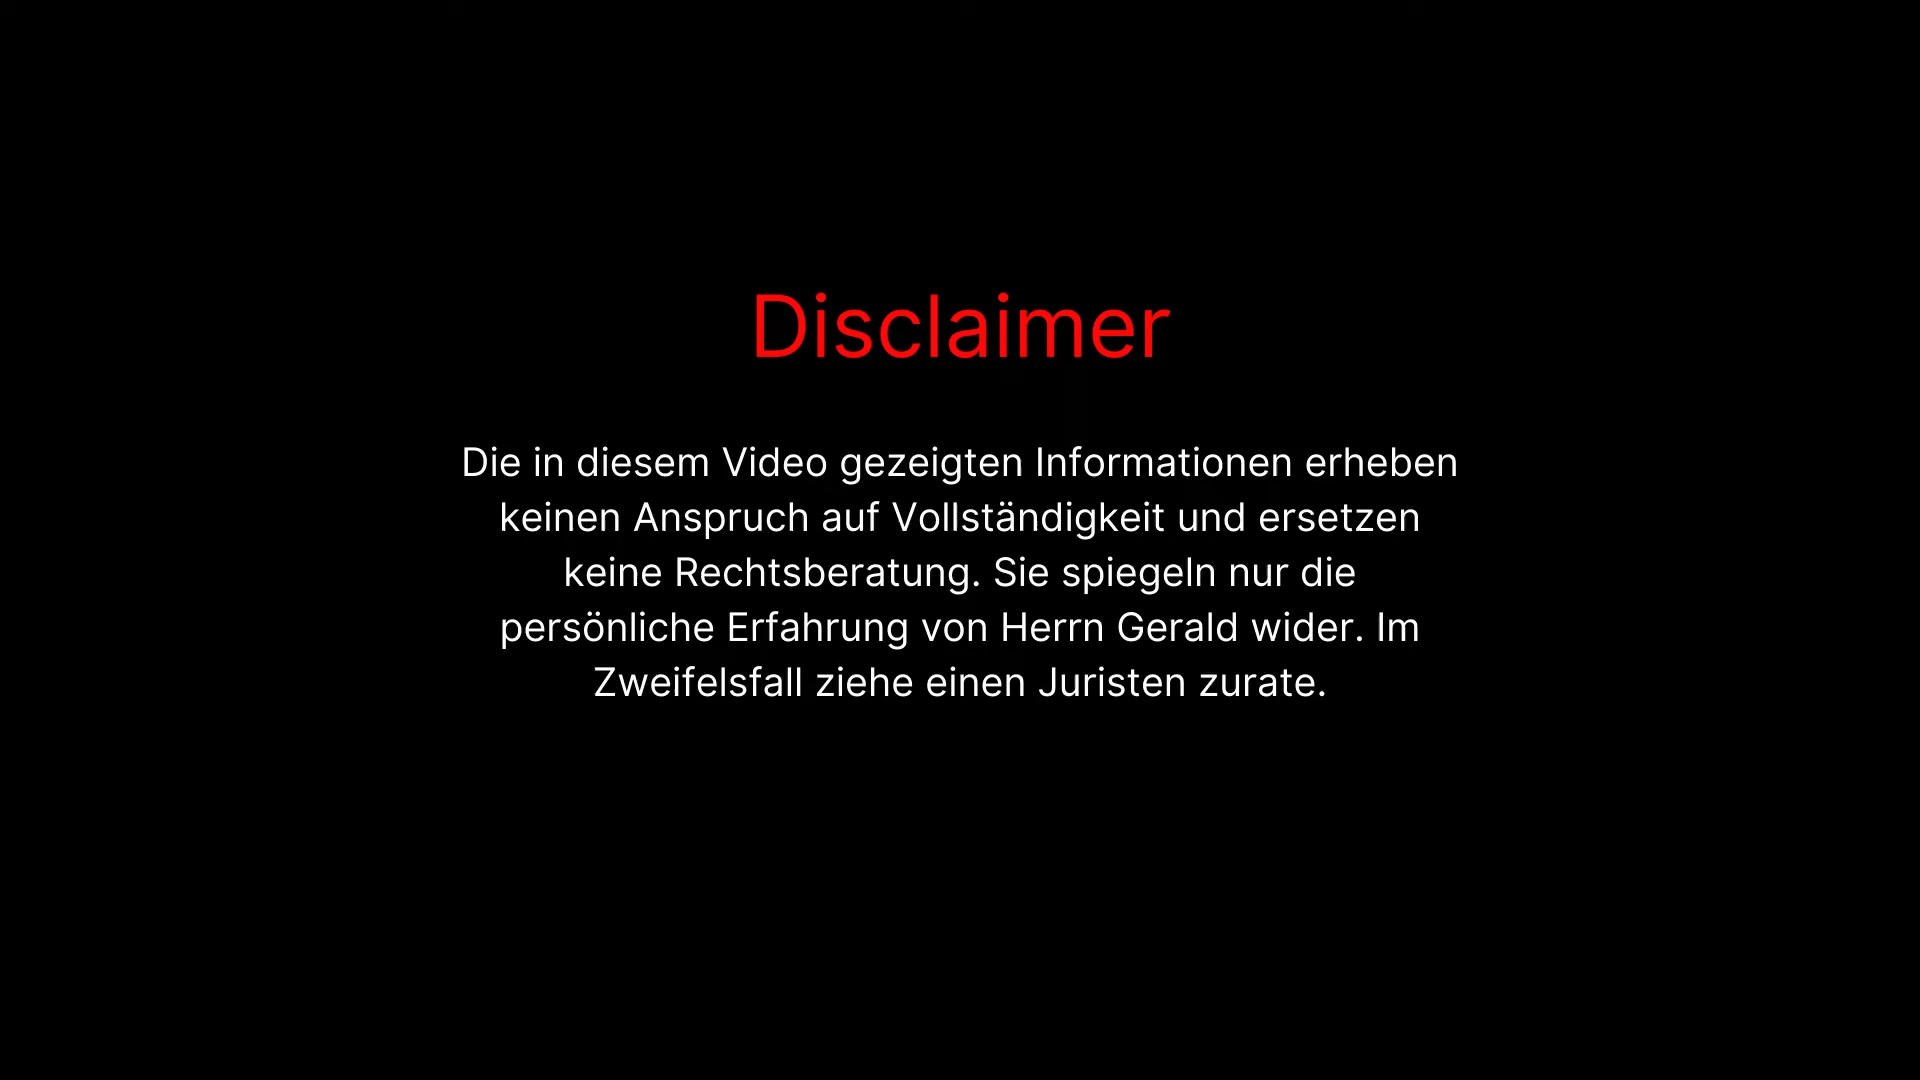 Disclaimer
Die in diesem Video gezeigten Informationen erheben
keinen Anspruch auf Vollständigkeit und ersetzen
keine Rechtsberatung. Sie spiegeln nur die
persönliche Erfahrung von Herrn Gerald wider. Im
Zweifelsfall ziehe einen Juristen zurate.